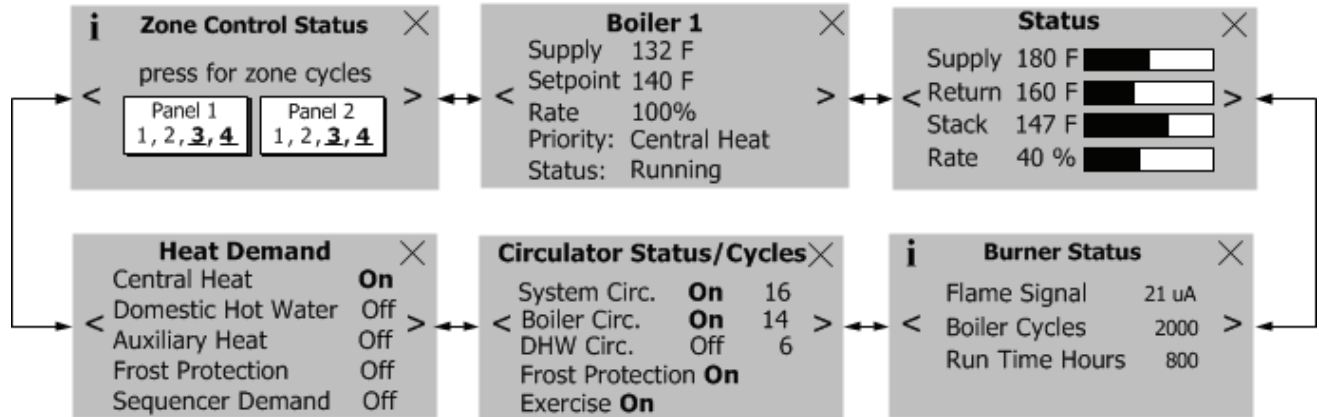 i Zone Control Status X
press for zone cycles
< >
Panel 1
1, 2, 3, 4
Panel 2
1, 2, 3, 4
Boiler 1 X
Supply 132 F
Setpoint 140 F
< >
Rate 100%
Priority: Central Heat
Status: Running
Status X
Supply 180 F
< Return 160 F >
Stack 147 F
Rate 40 %
Heat Demand X
Central Heat On
Domestic Hot Water Off
< >
Auxiliary Heat Off
Frost Protection Off
Sequencer Demand Off
Circulator Status/Cycles X
System Circ. On 16
< Boiler Circ. On 14 >
DHW Circ. Off 6
Frost Protection On
Exercise On
i Burner Status X
Flame Signal 21 uA
< Boiler Cycles 2000 >
Run Time Hours 800